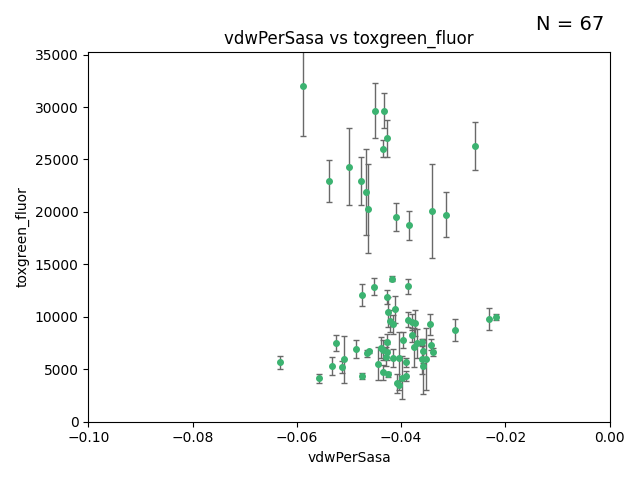 N = 67
vdwPerSasa vs toxgreen_fluor
35000
30000
25000
20000
15000
10000
5000
0
toxgreen_fluor
−0.10 −0.08 −0.06 −0.04 −0.02 0.00
vdwPerSasa